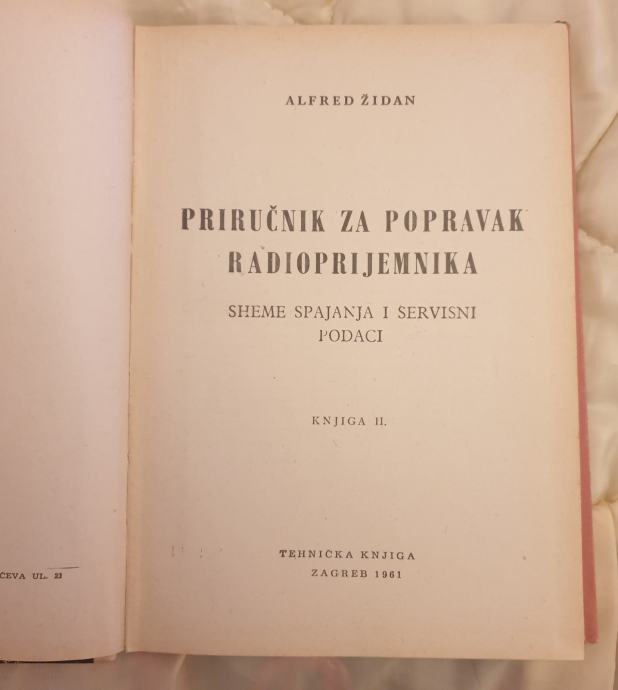 ALFRED ŽIDAN
PRIRUČNIK ZA POPRAVAK
RADIOPRIJEMNIKA
SHEME SPAJANJA I SERVISNI
PODACI
KNJIGA II.
TEHNIČKA KNJIGA
ZAGREB 1961
ČEVA UL. 23